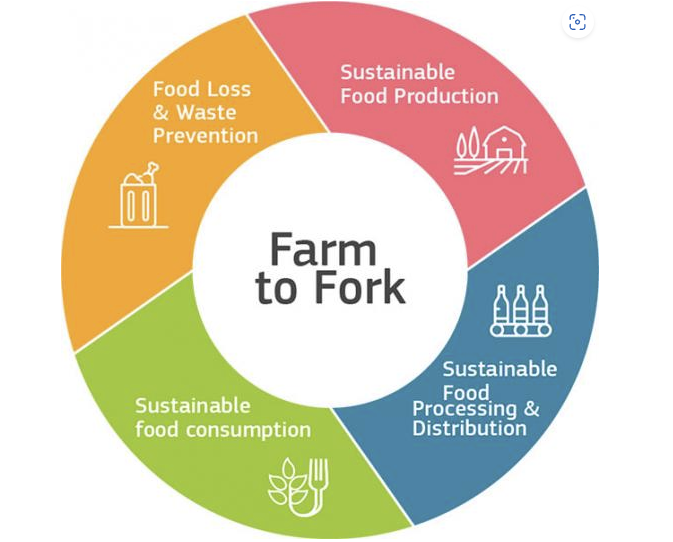 Food Loss
& Waste
Prevention
Sustainable
Food Production
Farm
to Fork
Sustainable
Food
Processing &
Distribution
Sustainable
food consumption